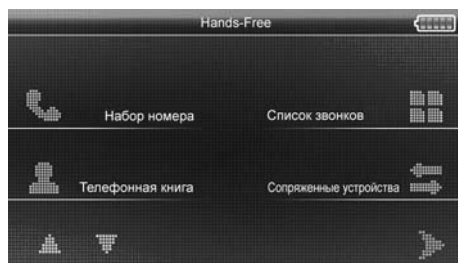 Hands-Free
Набор номера
Список звонков
Телефонная книга
Сопряженные устройства